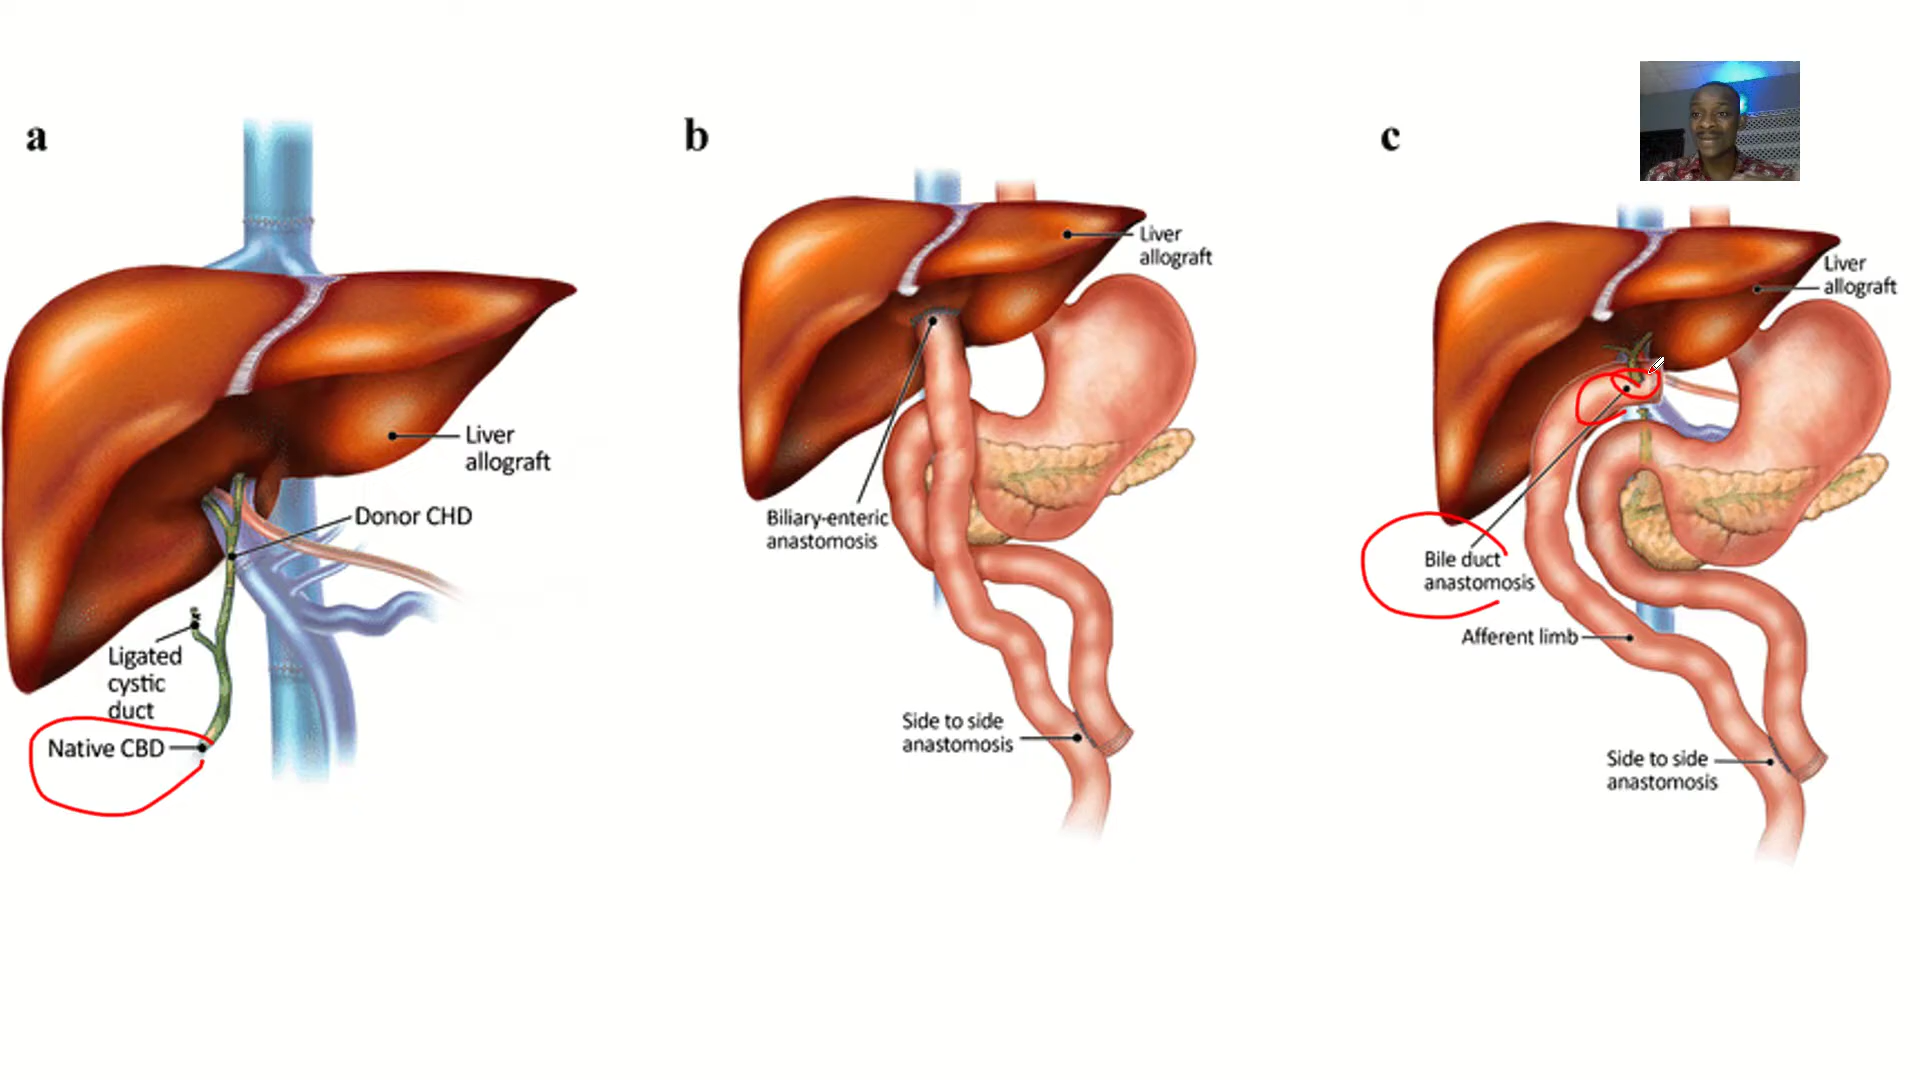 a
Liver
allograft
Donor CHD
Ligated
cystic
duct
Native CBD
b
Liver
allograft
Biliary-enteric
anastomosis
Side to side
anastomosis
c
Liver
allograft
Bile duct
anastomosis
Afferent limb
Side to side
anastomosis